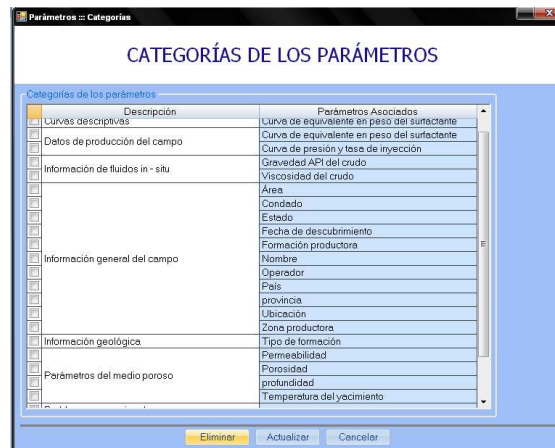 Parámetros ::: Categorías
CATEGORÍAS DE LOS PARÁMETROS
Categorías de los parámetros
Descripción Parámetros Asociados
Curvas descriptivas Curva de equivalente en peso del surfactante
Datos de producción del campo Curva de equivalente en peso del surfactante
Curva de presión y tasa de inyección
Información de fluidos in - situ Gravedad API del crudo
Viscosidad del crudo
Información general del campo Área
Condado
Estado
Fecha de descubrimiento
Formación productora
Nombre
Operador
País
provincia
Ubicación
Zona productora
Información geológica Tipo de formación
Parámetros del medio poroso Permeabilidad
Porosidad
profundidad
Temperatura del yacimiento
Eliminar Actualizar Cancelar